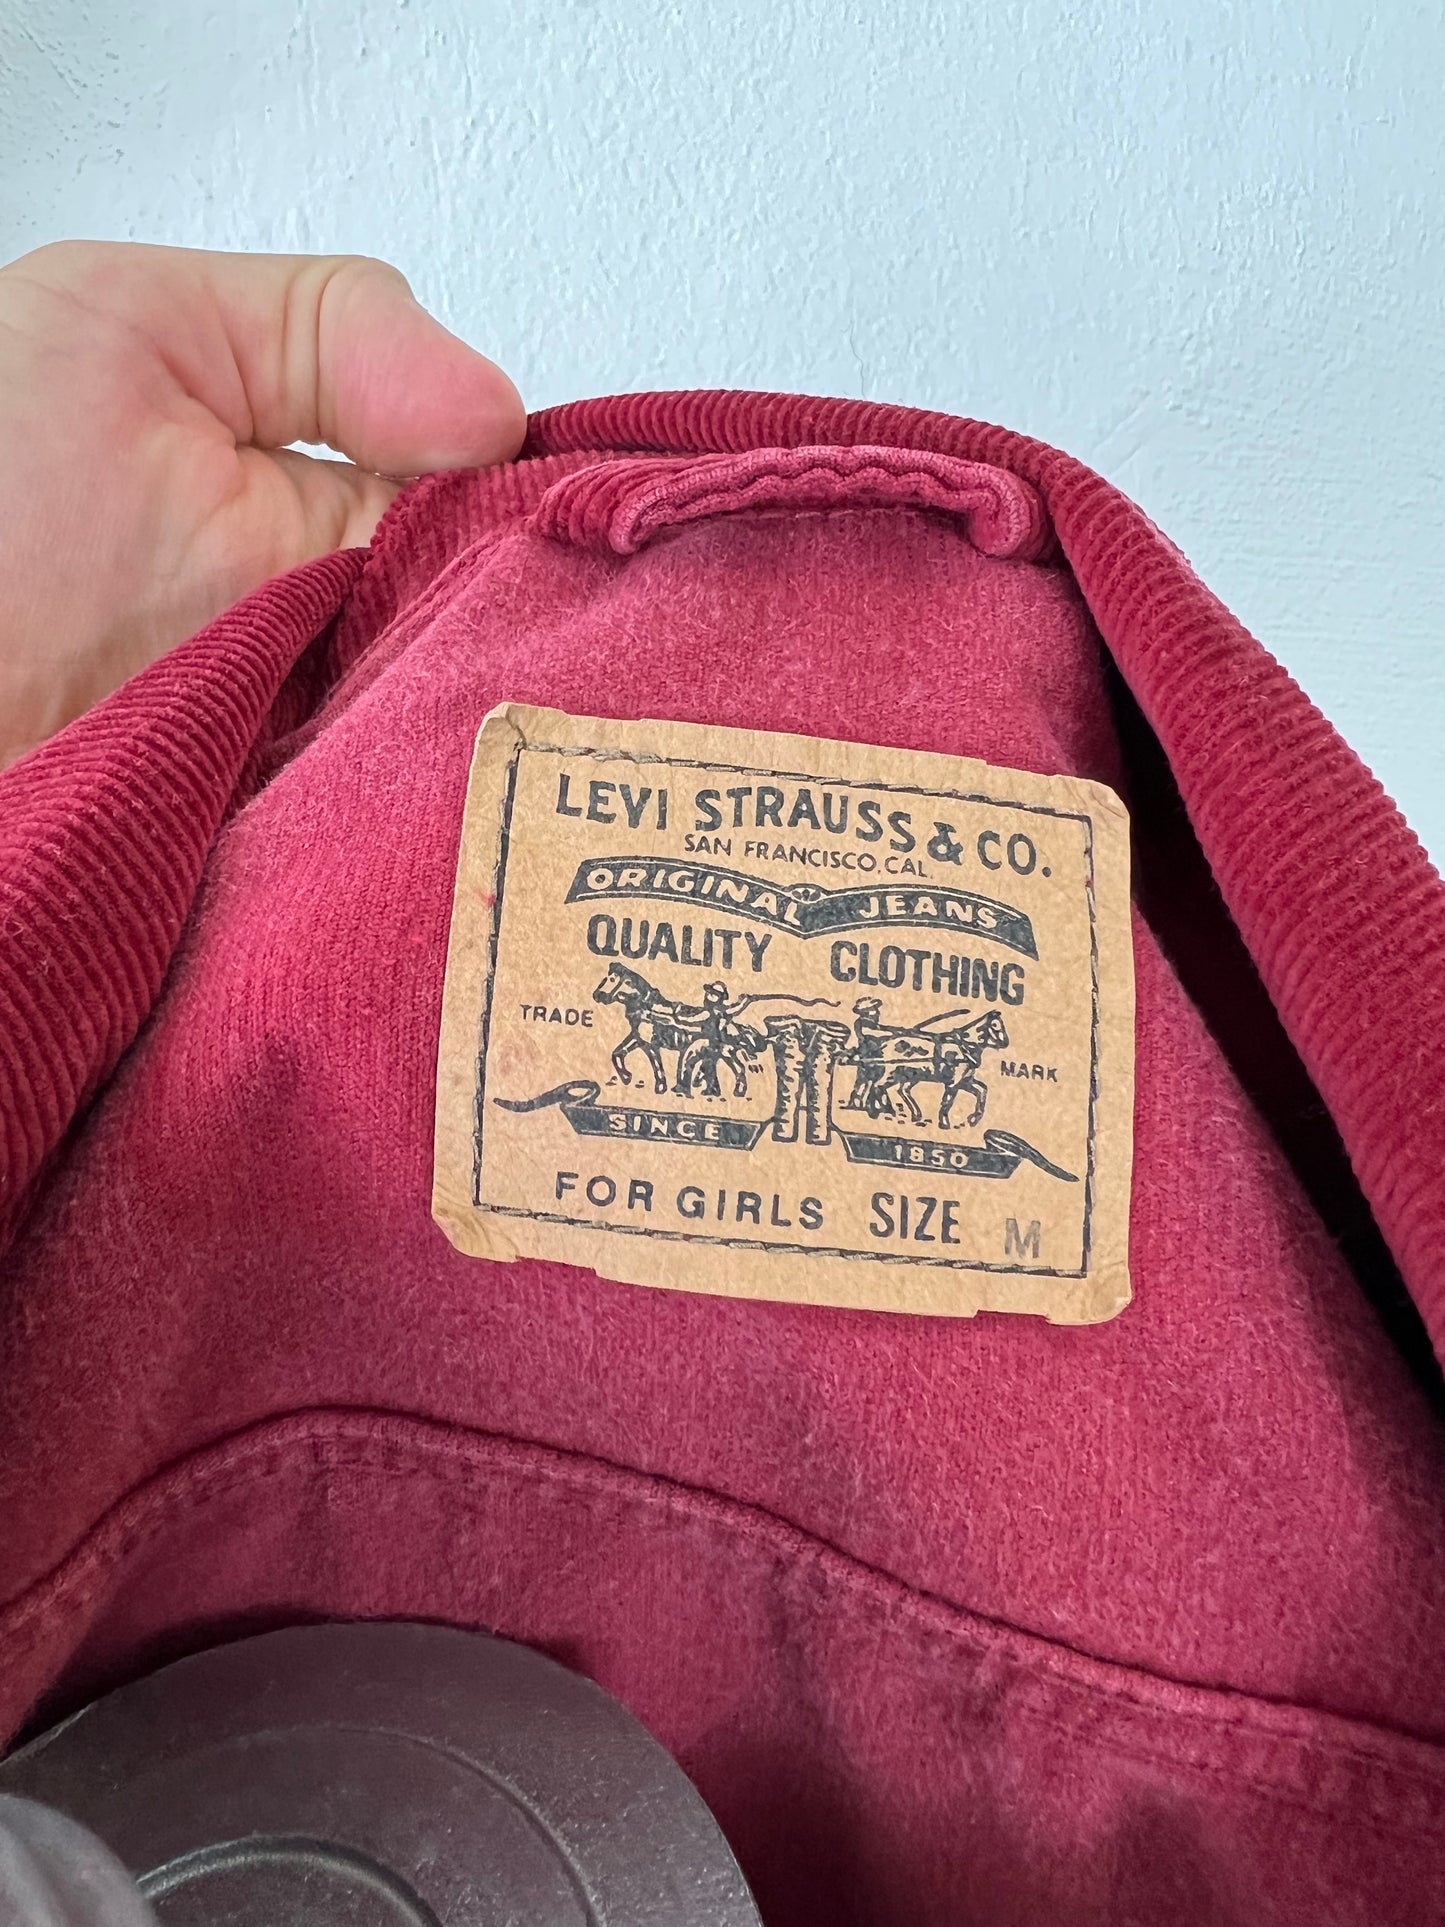 LEVI STRAUSS & CO.
SAN FRANCISCO, CAL.
ORIGINAL JEANS
QUALITY CLOTHING
TRADE MARK
SINCE 1850
FOR GIRLS SIZE M